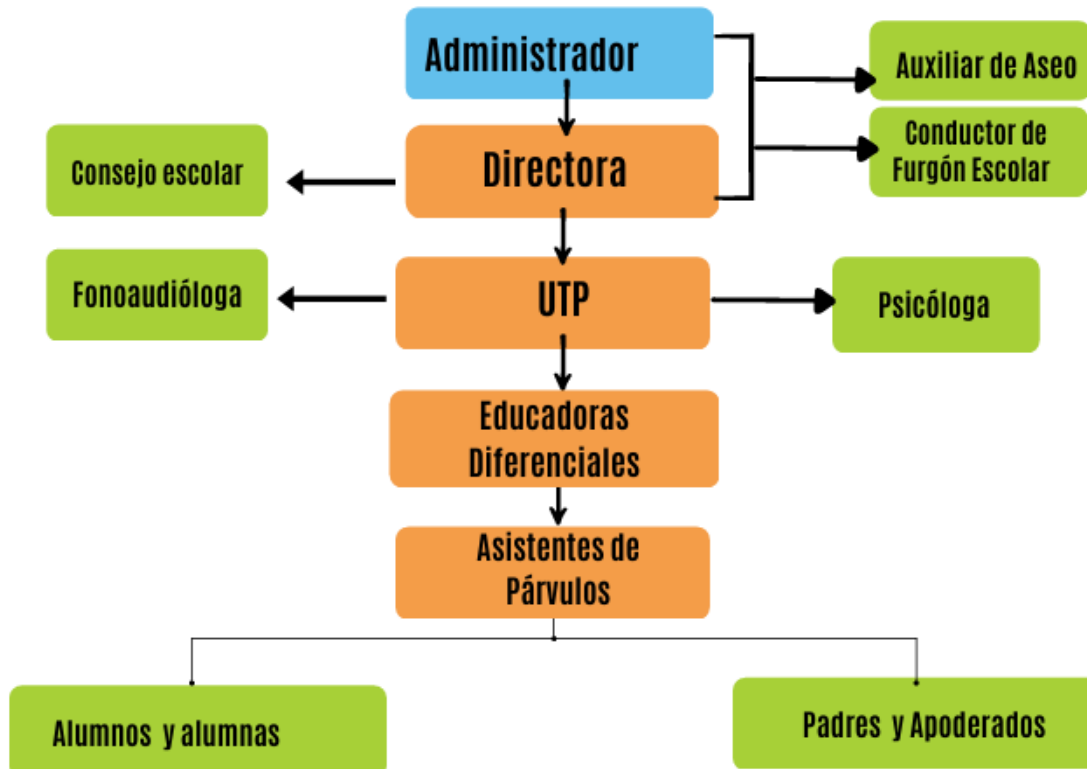 Administrador
Auxiliar de Aseo
Conductor de
Furgón Escolar
Directora
Consejo escolar
Fonoaudióloga
UTP
Psicóloga
Educadoras
Diferenciales
Asistentes de
Párvulos
Alumnos y alumnas
Padres y Apoderados